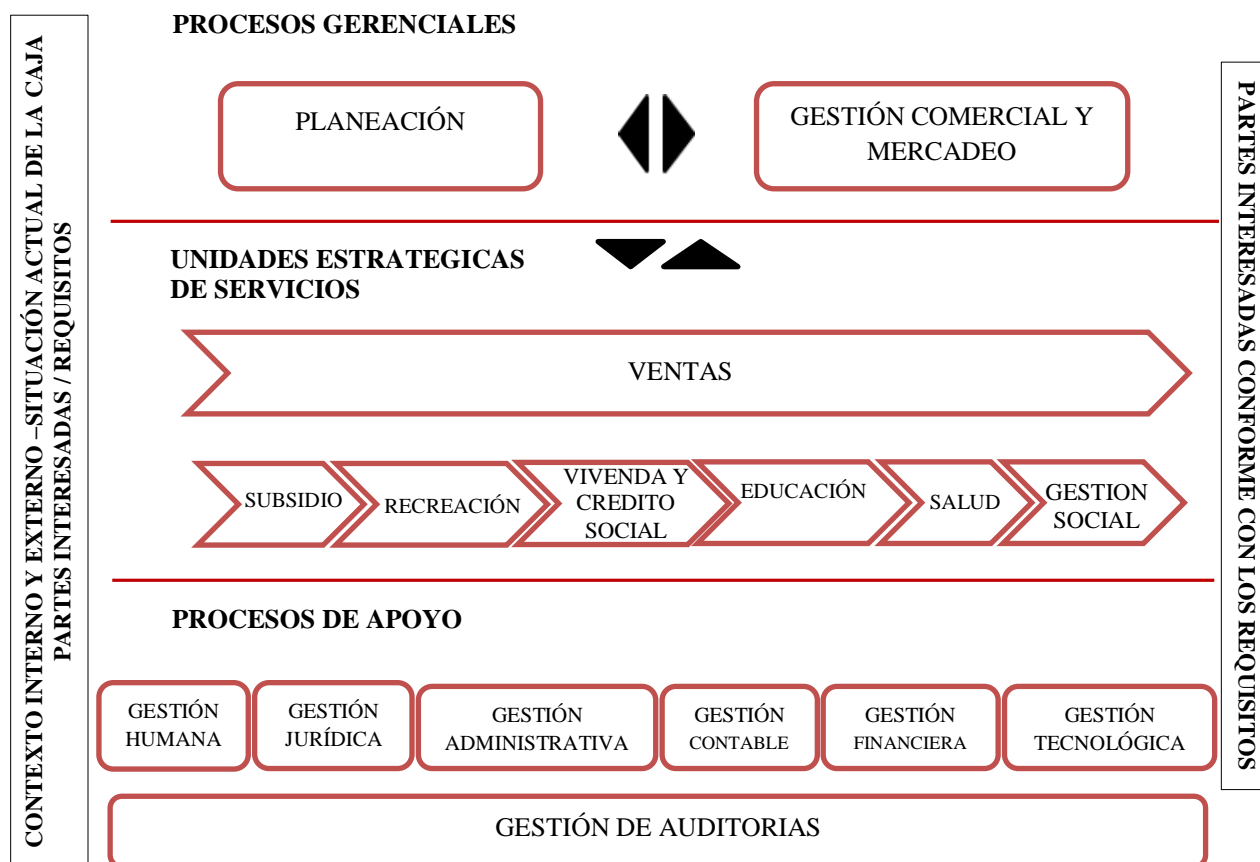 CONTEXTO INTERNO Y EXTERNO –SITUACIÓN ACTUAL DE LA CAJA
PARTES INTERESADAS / REQUISITOS
PROCESOS GERENCIALES
PLANEACIÓN
GESTIÓN COMERCIAL Y
MERCADEO
UNIDADES ESTRATEGICAS
DE SERVICIOS
VENTAS
SUBSIDIO
RECREACIÓN
VIVENDA Y
CREDITO
SOCIAL
EDUCACIÓN
SALUD
GESTION
SOCIAL
PROCESOS DE APOYO
GESTIÓN
HUMANA
GESTIÓN
JURÍDICA
GESTIÓN
ADMINISTRATIVA
GESTIÓN
CONTABLE
GESTIÓN
FINANCIERA
GESTIÓN
TECNOLÓGICA
GESTIÓN DE AUDITORIAS
PARTES INTERESADAS CONFORME CON LOS REQUISITOS